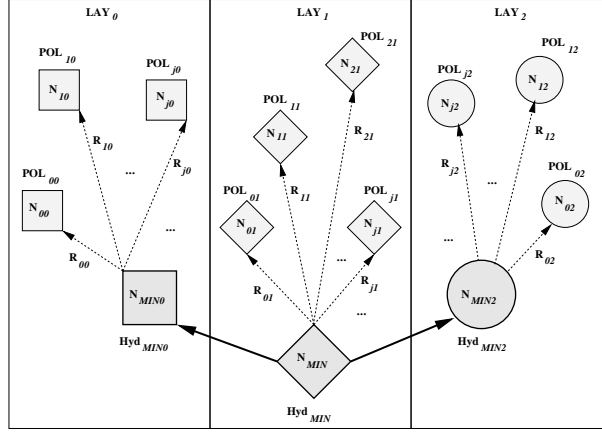 LAY 0
POL 10
N 10
POL j0
N j0
R 10
R j0
...
POL 00
N 00
...
R 00
N MIN0
Hyd MIN0
LAY 1
POL 21
N 21
POL 11
N 11
R 21
R 11
POL 01
N 01
POL j1
N j1
...
R 01
R j1
...
N MIN
Hyd MIN
LAY 2
POL 12
POL j2
N 12
N j2
R 12
R j2
...
POL 02
N 02
...
R 02
N MIN2
Hyd MIN2